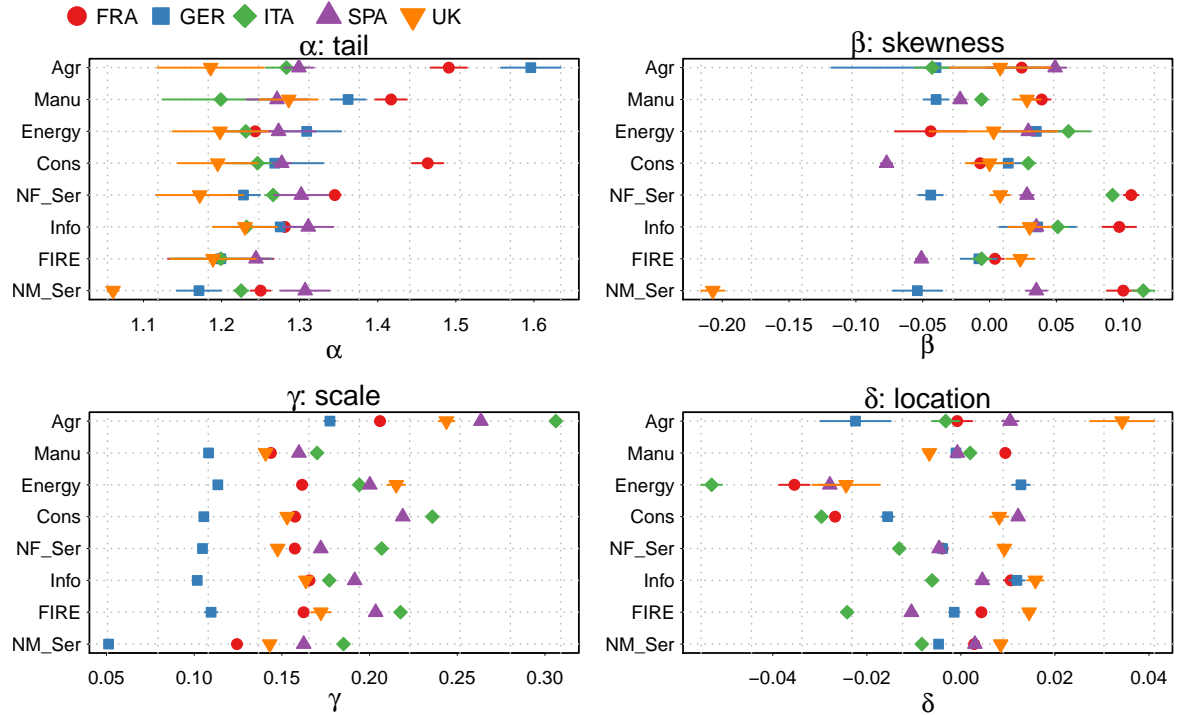 FRA GER ITA SPA UK
α: tail
Agr
Manu
Energy
Cons
NF_Ser
Info
FIRE
NM_Ser
1.1 1.2 1.3 1.4 1.5 1.6
α
β: skewness
Agr
Manu
Energy
Cons
NF_Ser
Info
FIRE
NM_Ser
−0.20 −0.15 −0.10 −0.05 0.00 0.05 0.10
β
γ: scale
Agr
Manu
Energy
Cons
NF_Ser
Info
FIRE
NM_Ser
0.05 0.10 0.15 0.20 0.25 0.30
γ
δ: location
Agr
Manu
Energy
Cons
NF_Ser
Info
FIRE
NM_Ser
−0.04 −0.02 0.00 0.02 0.04
δ